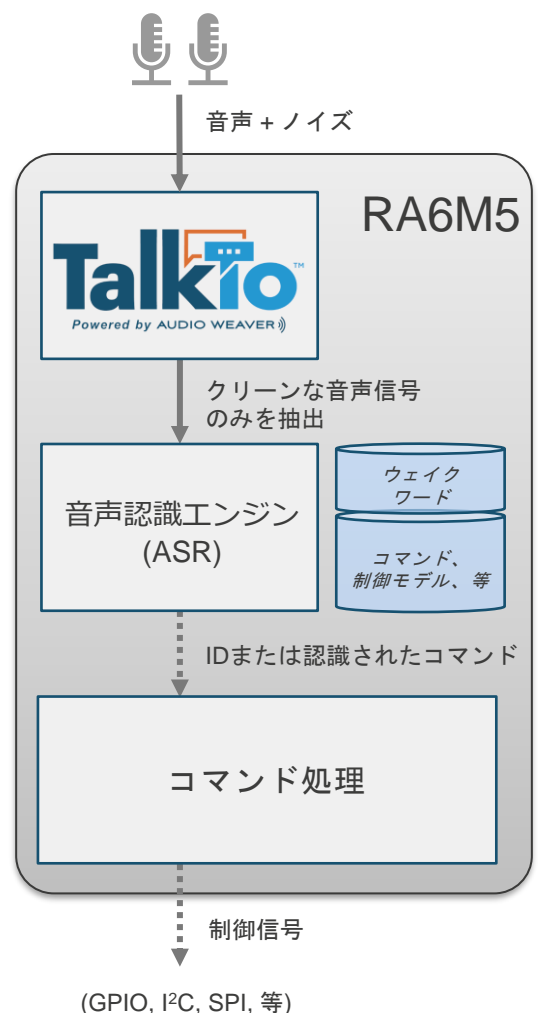 音声 + ノイズ
RA6M5
TalkTo™
Powered by AUDIO WEAVER
クリーンな音声信号
のみを抽出
音声認識エンジン
(ASR)
ウェイク
ワード
コマンド、
制御モデル、等
IDまたは認識されたコマンド
コマンド処理
制御信号
(GPIO, I²C, SPI, 等)